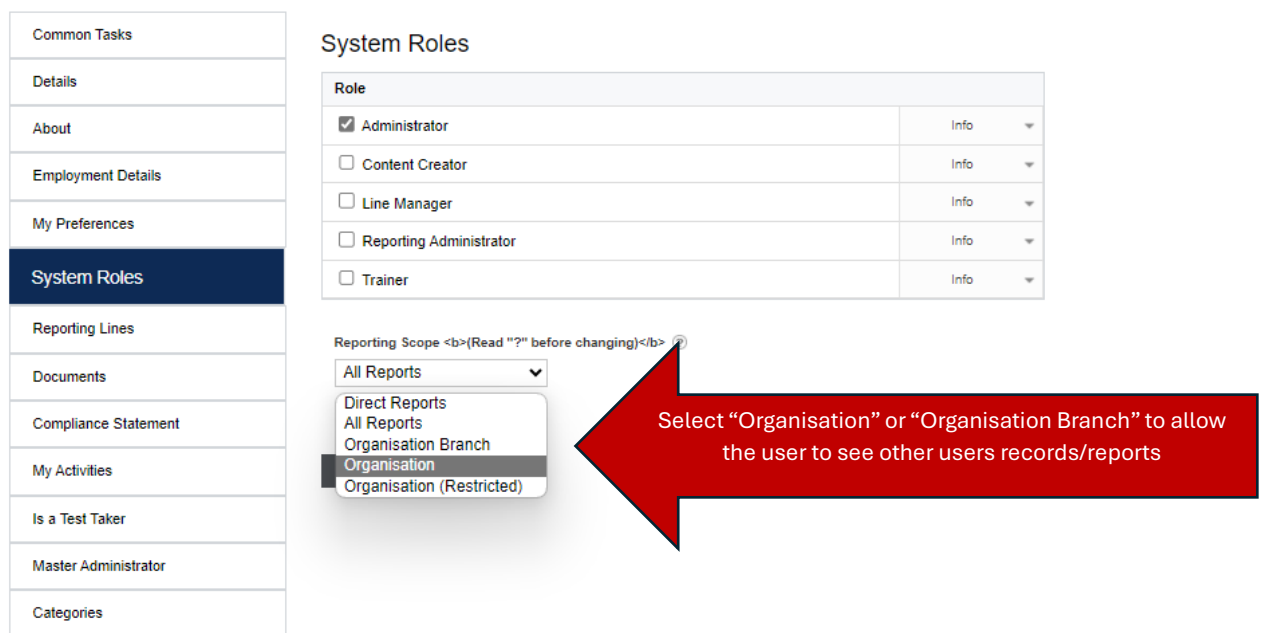 Common Tasks
Details
About
Employment Details
My Preferences
System Roles
Reporting Lines
Documents
Compliance Statement
My Activities
Is a Test Taker
Master Administrator
Categories
System Roles
Role
Administrator Info
Content Creator Info
Line Manager Info
Reporting Administrator Info
Trainer Info
Reporting Scope <b>(Read "?" before changing)</b> ?
All Reports
Direct Reports
All Reports
Organisation Branch
Organisation
Organisation (Restricted)
Select “Organisation” or “Organisation Branch” to allow
the user to see other users records/reports